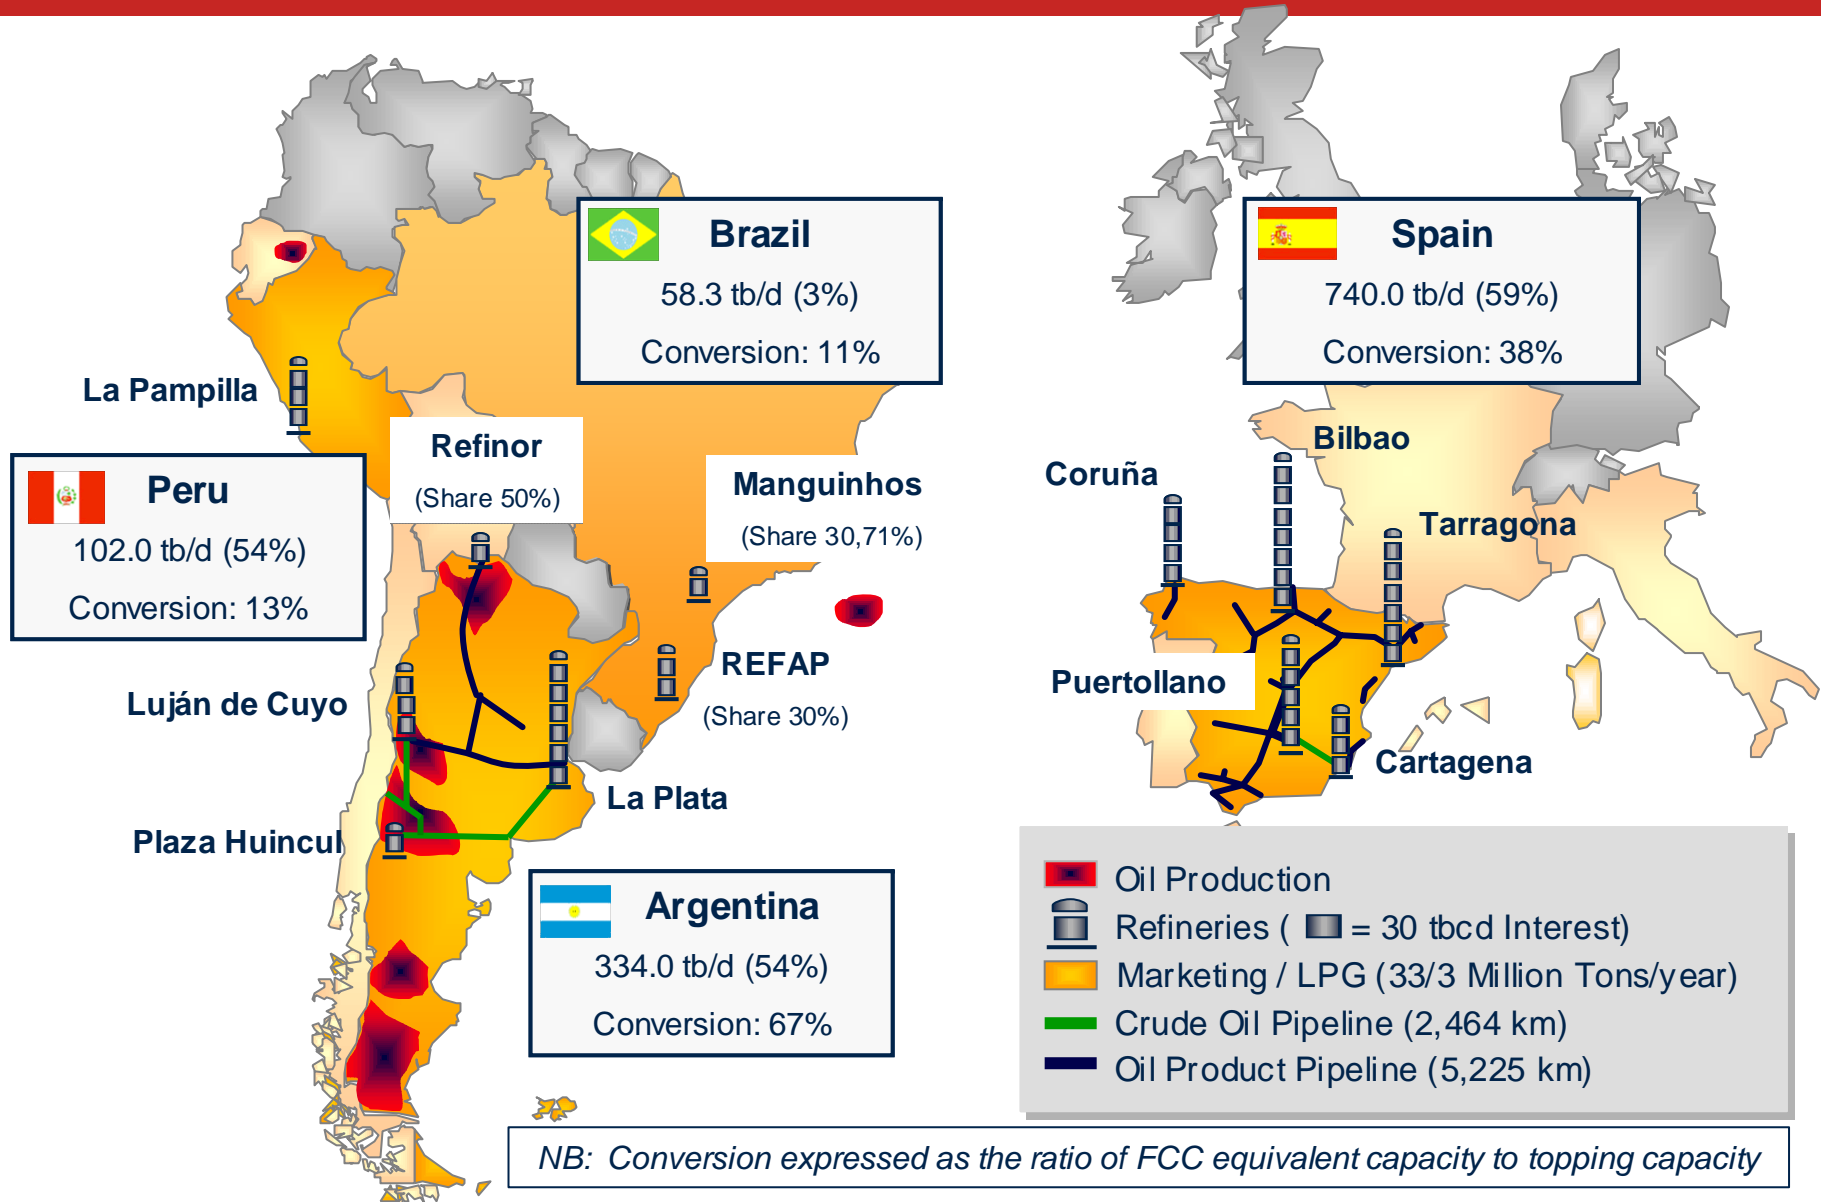 Brazil
58.3 tb/d (3%)
Conversion: 11%
Spain
740.0 tb/d (59%)
Conversion: 38%
La Pampilla
Refinor
(Share 50%)
Manguinhos
(Share 30,71%)
Bilbao
Coruña
Tarragona
Peru
102.0 tb/d (54%)
Conversion: 13%
REFAP
(Share 30%)
Luján de Cuyo
Puertollano
Cartagena
La Plata
Plaza Huincul
Argentina
334.0 tb/d (54%)
Conversion: 67%
Oil Production
Refineries ( = 30 tbcd Interest)
Marketing / LPG (33/3 Million Tons/year)
Crude Oil Pipeline (2,464 km)
Oil Product Pipeline (5,225 km)
NB: Conversion expressed as the ratio of FCC equivalent capacity to topping capacity